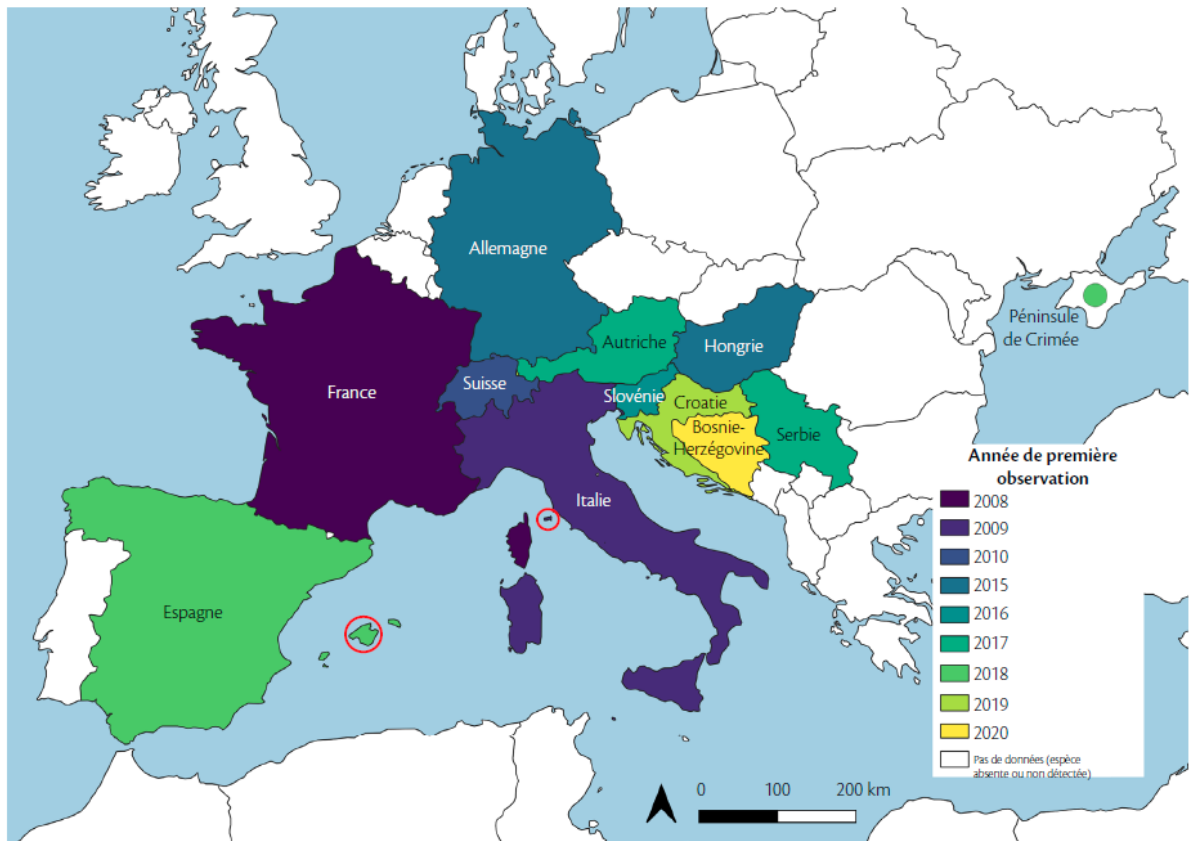 Allemagne
Péninsule
de Crimée
Autriche
Hongrie
France
Suisse
Slovénie
Croatie
Bosnie-
Herzégovine
Serbie
Italie
Espagne
Année de première
observation
2008
2009
2010
2015
2016
2017
2018
2019
2020
Pas de données (espèce
absente ou non détectée)
0 100 200 km